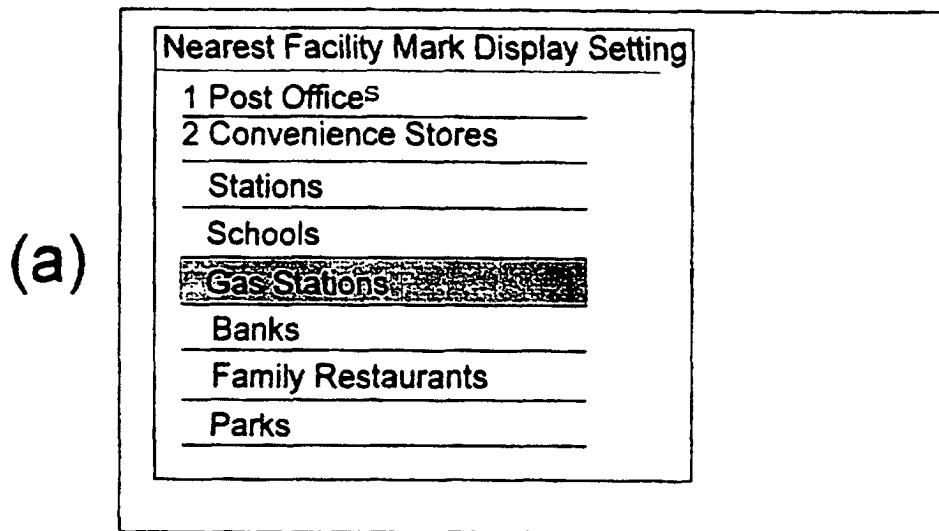 Nearest Facility Mark Display Setting
1 Post Offices
2 Convenience Stores
Stations
Schools
(a)
Gas Stations
Banks
Family Restaurants
Parks